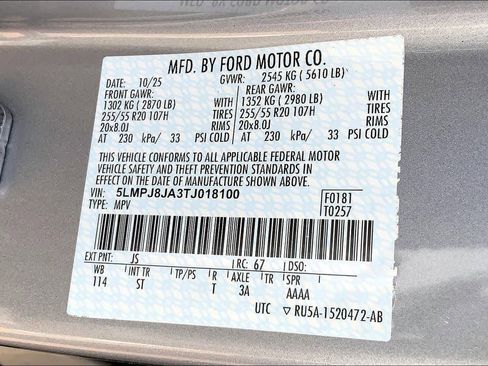 MFD. BY FORD MOTOR CO.
DATE: 10/25 GVWR: 2545 KG ( 5610 LB)
FRONT GAWR: REAR GAWR:
1302 KG ( 2870 LB) WITH 1352 KG ( 2980 LB) WITH
255/55 R20 107H TIRES 255/55 R20 107H TIRES
20x8.0J RIMS 20x8.0J RIMS
AT 230 kPa/ 33 PSI COLD AT 230 kPa/ 33 PSI COLD
THIS VEHICLE CONFORMS TO ALL APPLICABLE FEDERAL MOTOR
VEHICLE SAFETY AND THEFT PREVENTION STANDARDS IN
EFFECT ON THE DATE OF MANUFACTURE SHOWN ABOVE.
VIN: 5LMPJ8JA3TJ018100 F0181
TYPE: MPV T0257
EXT PNT: JS RC: 67 DSO:
WB INT TR TP/PS R AXLE TR SPR
114 ST T 3A AAAA
UTC RU5A-1520472-AB